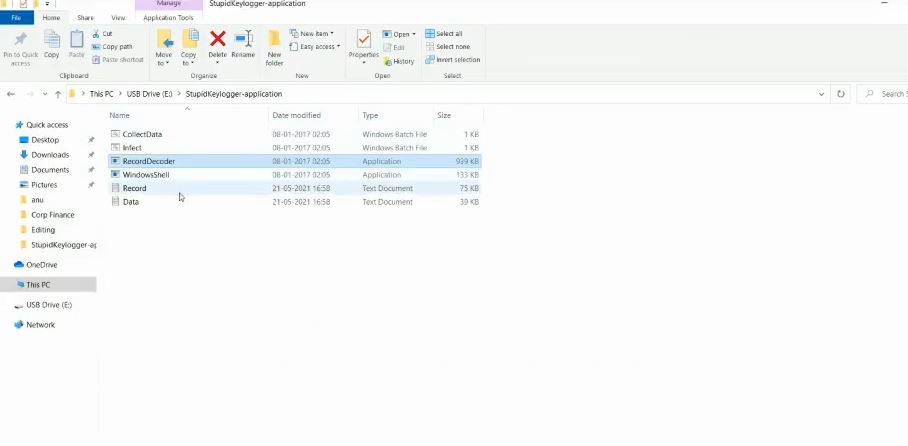 Manage
StupidKeylogger-application
File Home Share View Application Tools
Pin to Quick access
Copy
Paste
Cut
Copy path
Paste shortcut
Move to
Copy to
Delete
Rename
New folder
New item
Easy access
Properties
Open
Edit
History
Select all
Select none
Invert selection
Clipboard Organize New Open Select
This PC > USB Drive (E:) > StupidKeylogger-application
Search S
Name Date modified Type Size
CollectData 08-01-2017 02:05 Windows Batch File 1 KB
Infect 08-01-2017 02:05 Windows Batch File 1 KB
RecordDecoder 08-01-2017 02:05 Application 939 KB
WindowsShell 08-01-2017 02:05 Application 133 KB
Record 21-05-2021 16:58 Text Document 75 KB
Data 21-05-2021 16:58 Text Document 39 KB
Quick access
Desktop
Downloads
Documents
Pictures
anu
Corp Finance
Editing
StupidKeylogger-ap
OneDrive
This PC
USB Drive (E:)
Network